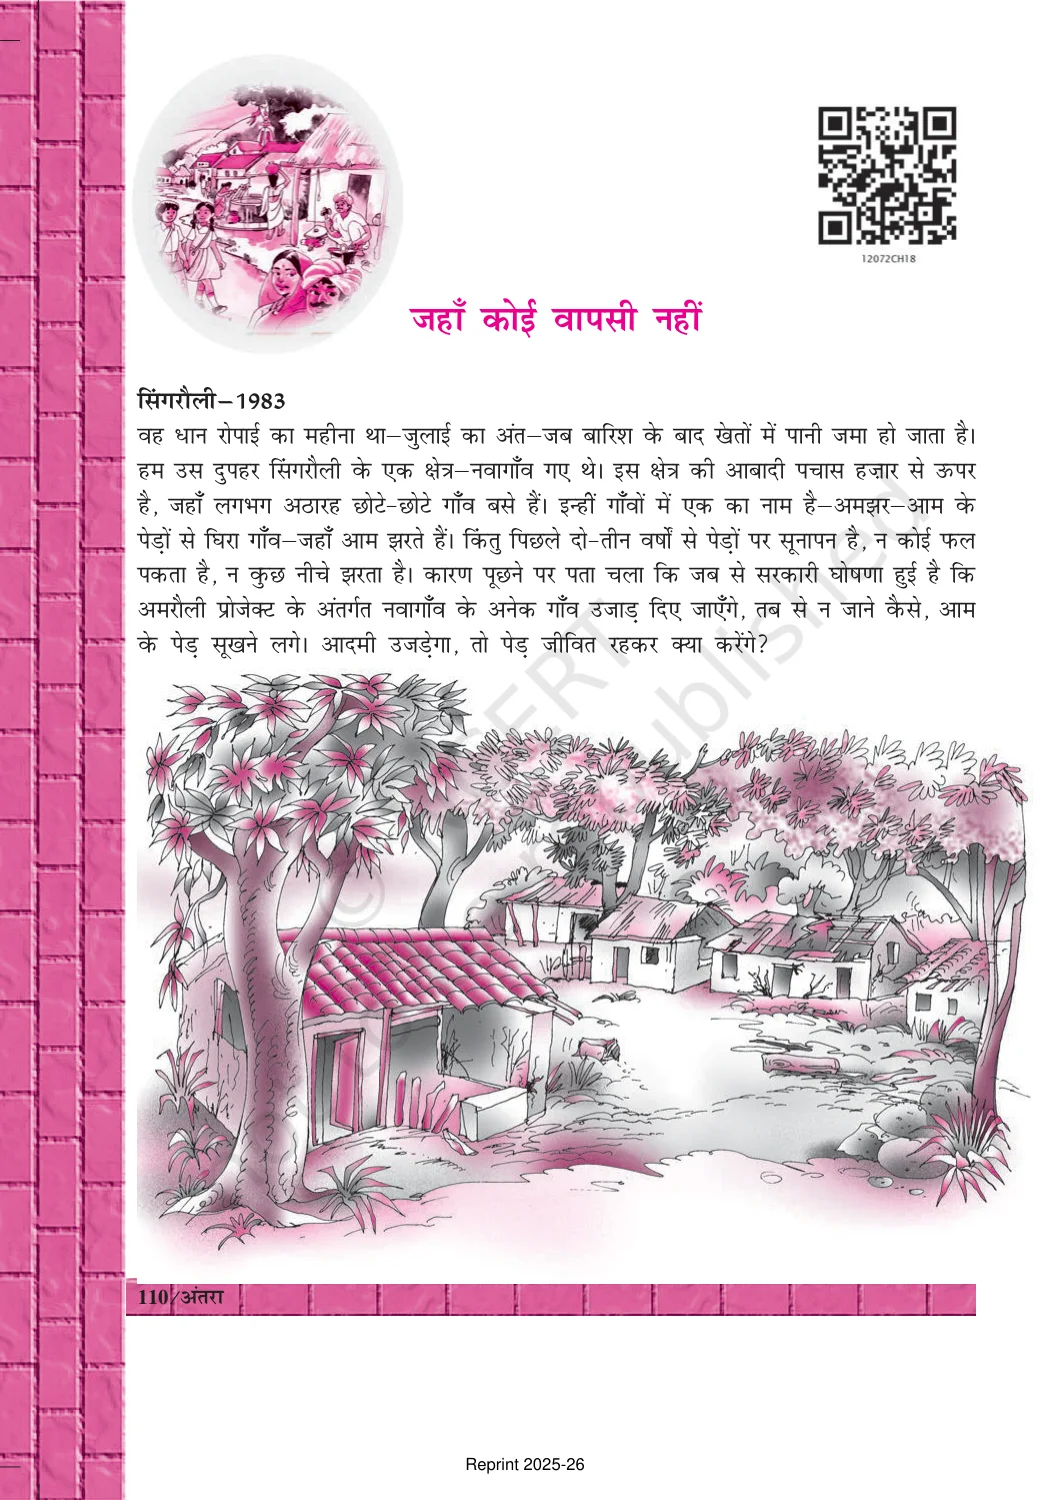 12072CH18
जहाँ कोई वापसी नहीं
सिंगरौली–1983
वह धान रोपाई का महीना था–जुलाई का अंत–जब बारिश के बाद खेतों में पानी जमा हो जाता है।
हम उस दुपहर सिंगरौली के एक क्षेत्र–नवागाँव गए थे। इस क्षेत्र की आबादी पचास हज़ार से ऊपर
है, जहाँ लगभग अठारह छोटे-छोटे गाँव बसे हैं। इन्हीं गाँवों में एक का नाम है–अमझर–आम के
पेड़ों से घिरा गाँव–जहाँ आम झरते हैं। किंतु पिछले दो-तीन वर्षों से पेड़ों पर सूनापन है, न कोई फल
पकता है, न कुछ नीचे झरता है। कारण पूछने पर पता चला कि जब से सरकारी घोषणा हुई है कि
अमरौली प्रोजेक्ट के अंतर्गत नवागाँव के अनेक गाँव उजाड़ दिए जाएँगे, तब से न जाने कैसे, आम
के पेड़ सूखने लगे। आदमी उजड़ेगा, तो पेड़ जीवित रहकर क्या करेंगे?
110/अंतरा
Reprint 2025-26